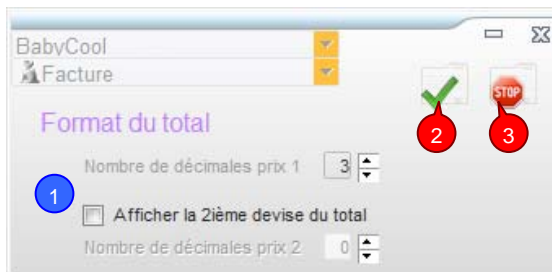 BabyCool
Facture
STOP
2 3
Format du total
Nombre de décimales prix 1 3
1
Afficher la 2ième devise du total
Nombre de décimales prix 2 0